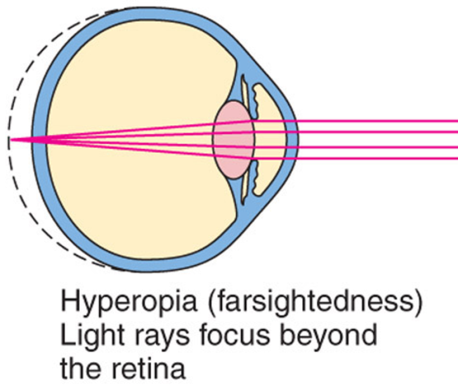 Hyperopia (farsightedness)
Light rays focus beyond
the retina